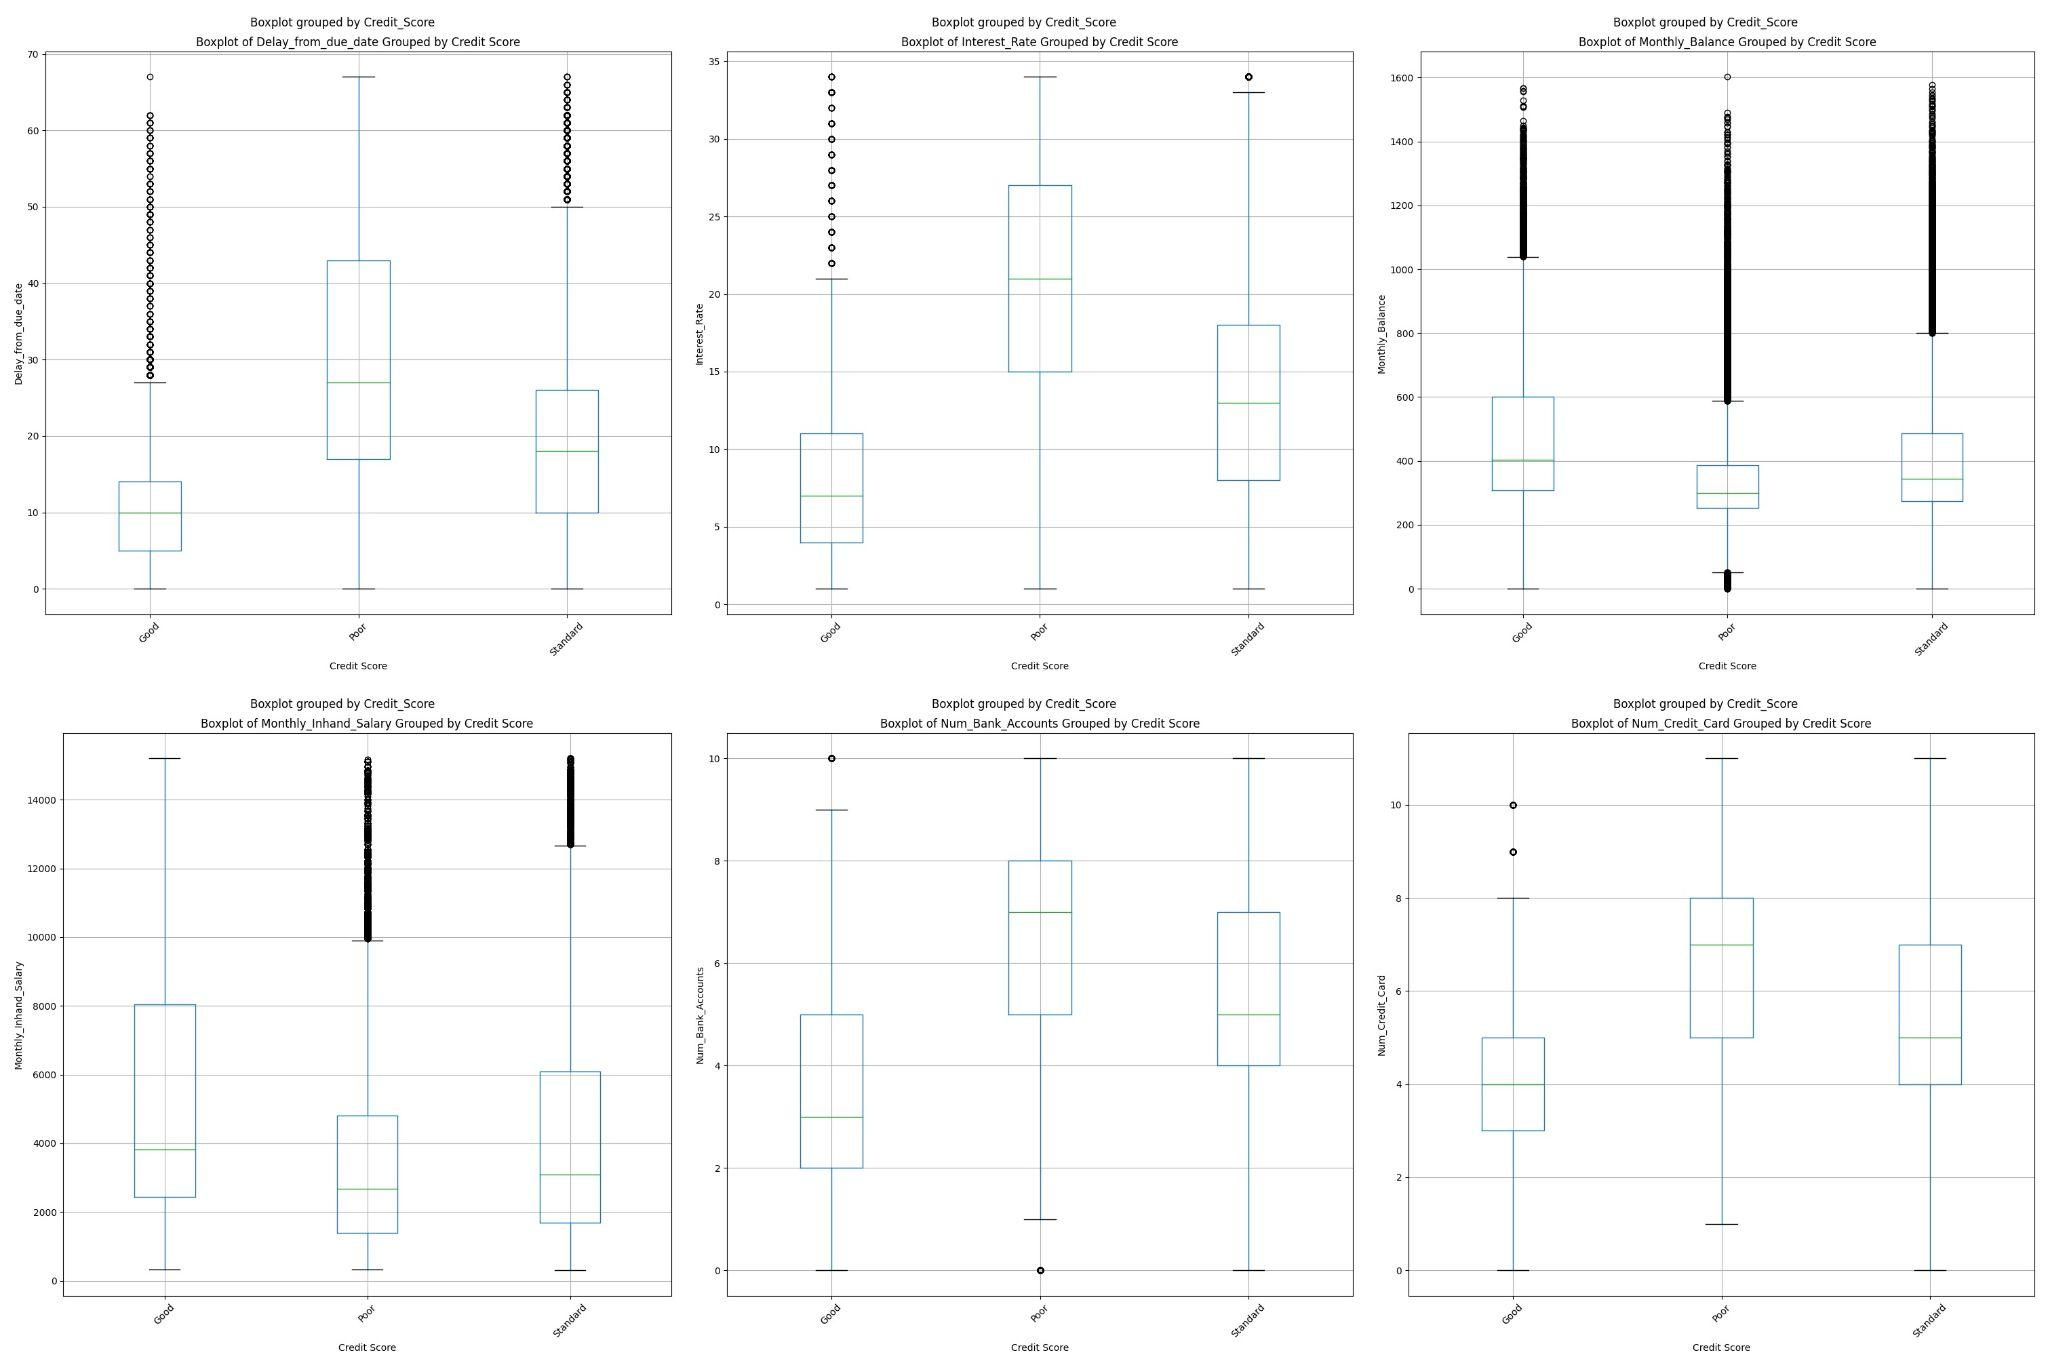 Boxplot grouped by Credit_Score
Boxplot of Delay_from_due_date Grouped by Credit Score
70
60
50
40
30
20
10
0
Delay_from_due_date
Good
Poor
Standard
Credit Score
Boxplot grouped by Credit_Score
Boxplot of Interest_Rate Grouped by Credit Score
35
30
25
20
15
10
5
0
Interest_Rate
Good
Poor
Standard
Credit Score
Boxplot grouped by Credit_Score
Boxplot of Monthly_Balance Grouped by Credit Score
1600
1400
1200
1000
800
600
400
200
0
Monthly_Balance
Good
Poor
Standard
Credit Score
Boxplot grouped by Credit_Score
Boxplot of Monthly_Inhand_Salary Grouped by Credit Score
14000
12000
10000
8000
6000
4000
2000
0
Monthly_Inhand_Salary
Good
Poor
Standard
Credit Score
Boxplot grouped by Credit_Score
Boxplot of Num_Bank_Accounts Grouped by Credit Score
10
8
6
4
2
0
Num_Bank_Accounts
Good
Poor
Standard
Credit Score
Boxplot grouped by Credit_Score
Boxplot of Num_Credit_Card Grouped by Credit Score
10
8
6
4
2
0
Num_Credit_Card
Good
Poor
Standard
Credit Score